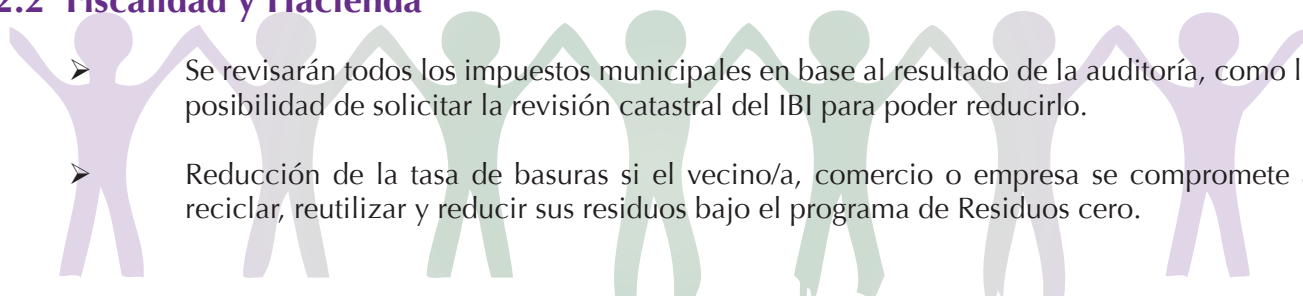 2.2 Fiscalidad y Hacienda
➢ Se revisarán todos los impuestos municipales en base al resultado de la auditoría, como l
posibilidad de solicitar la revisión catastral del IBI para poder reducirlo.
➢ Reducción de la tasa de basuras si el vecino/a, comercio o empresa se compromete
reciclar, reutilizar y reducir sus residuos bajo el programa de Residuos cero.